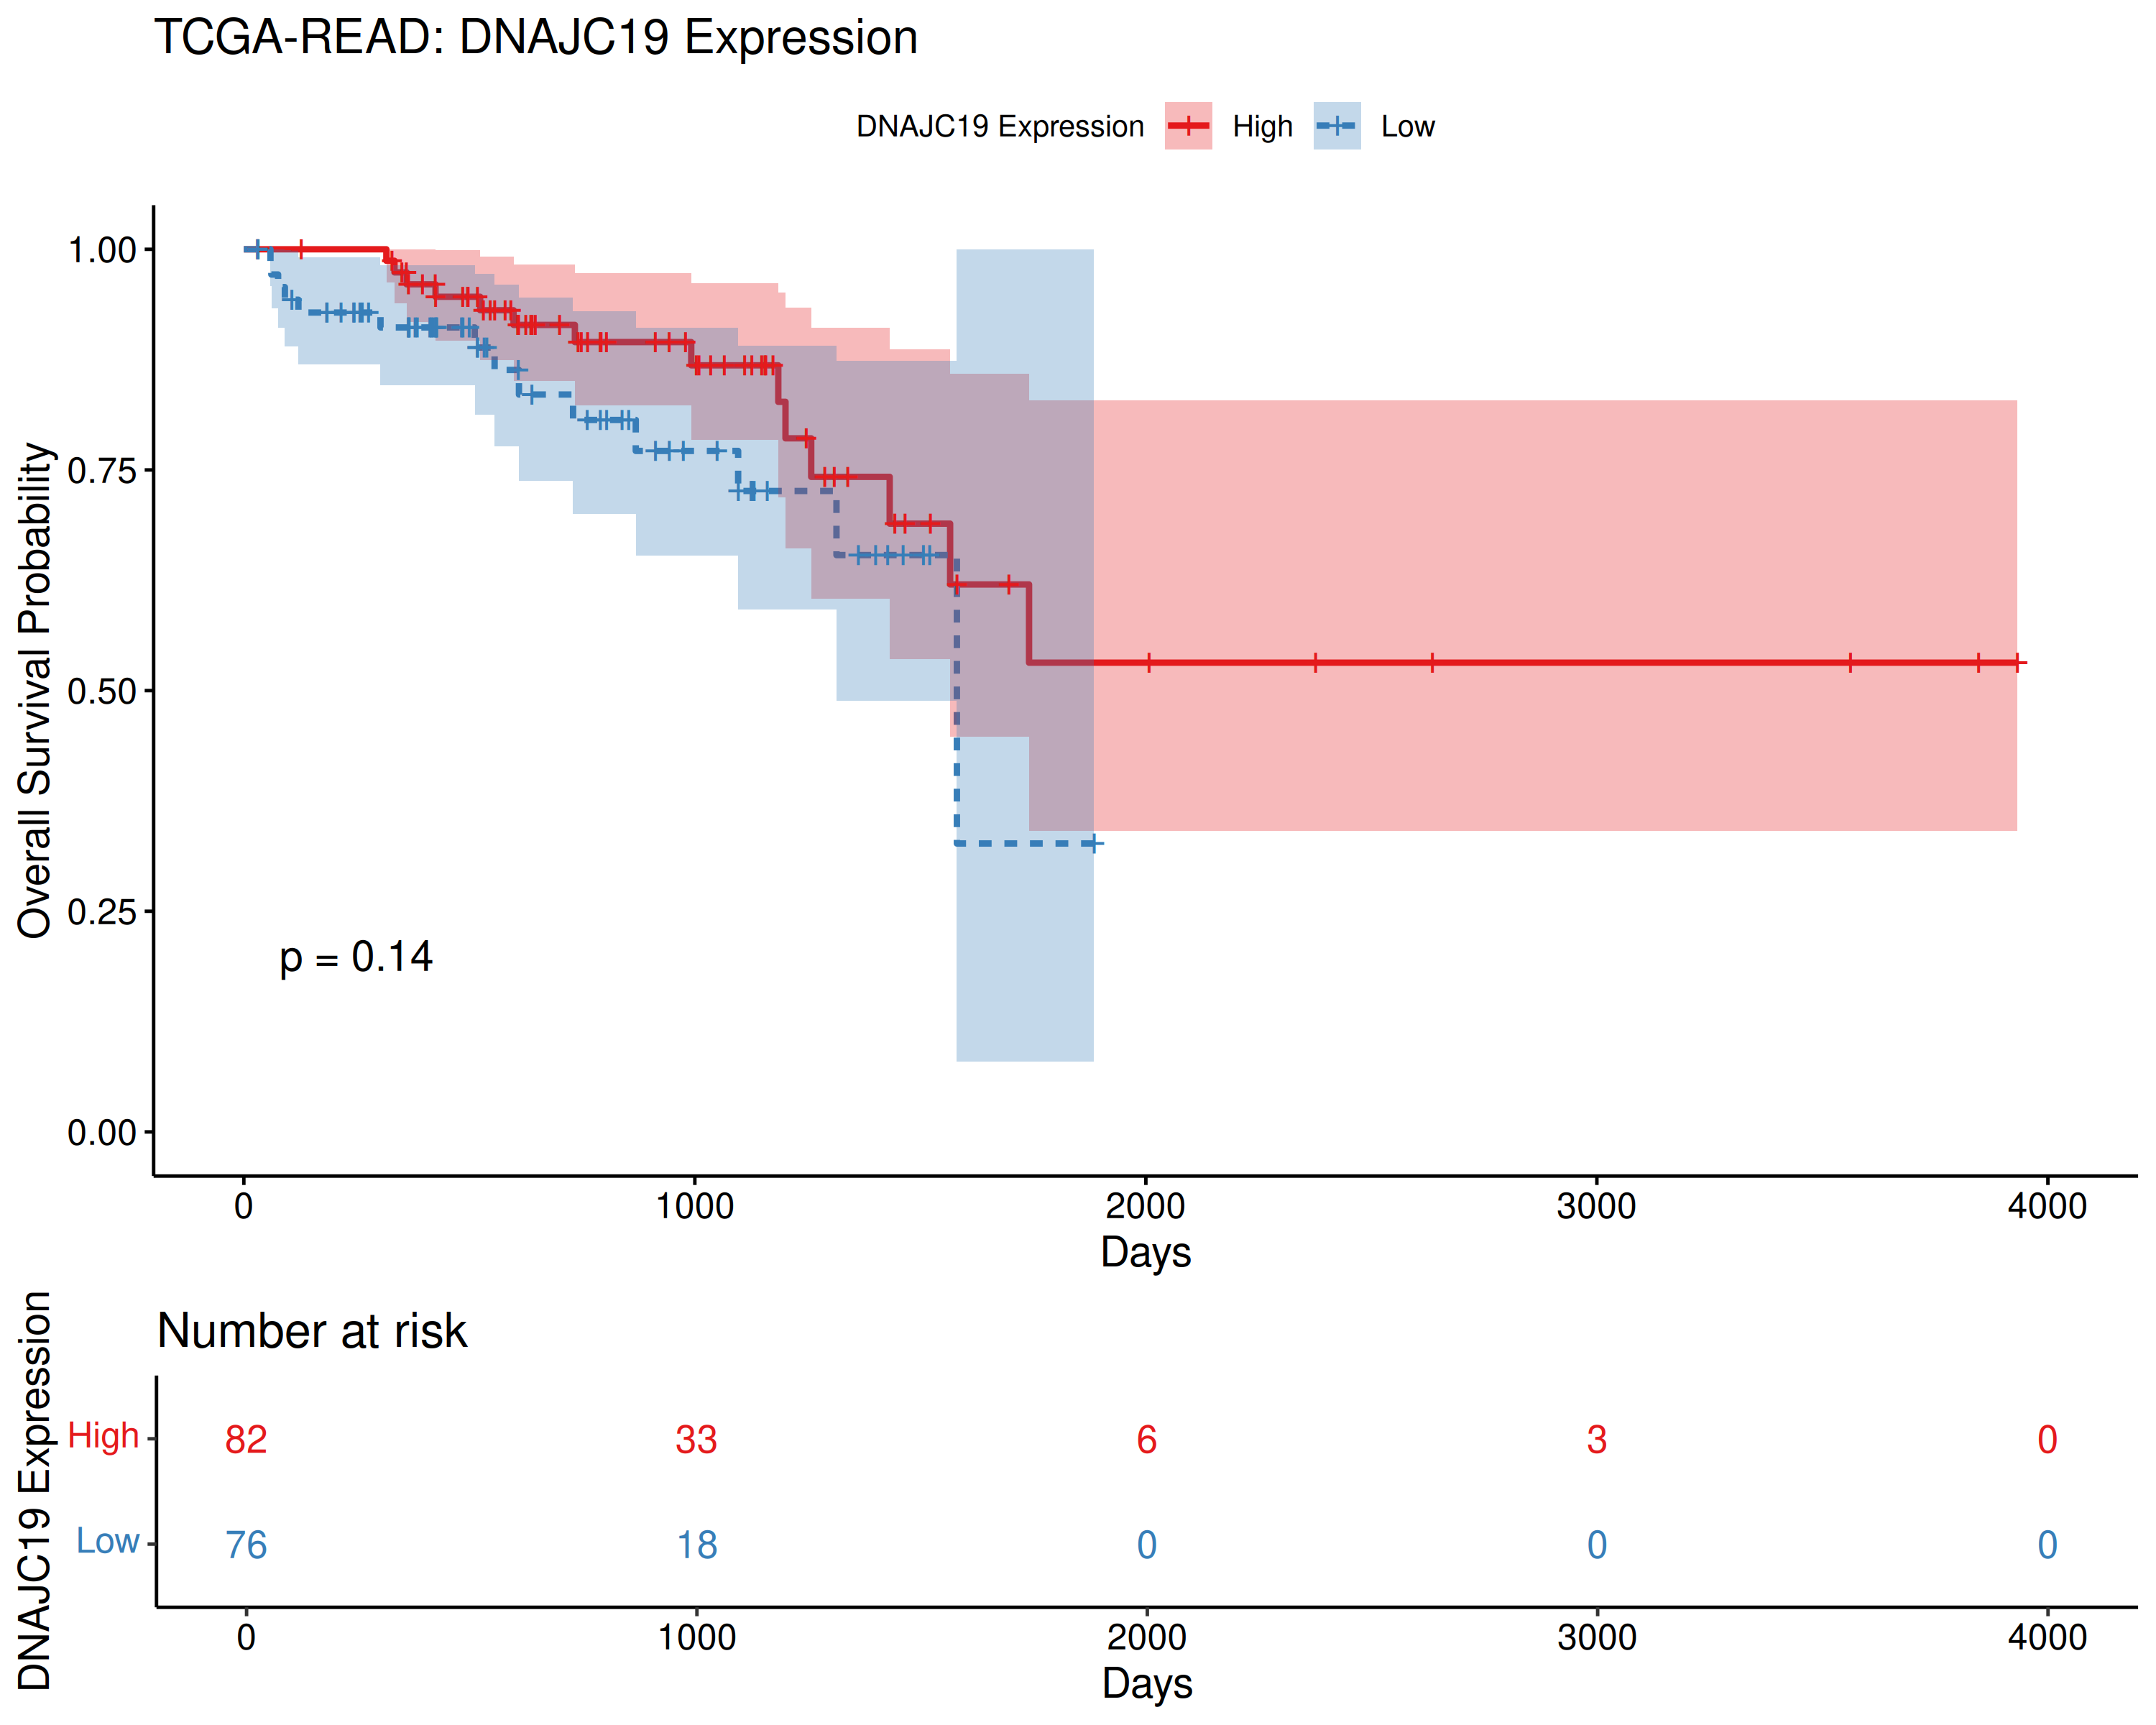 TCGA-READ: DNAJC19 Expression
DNAJC19 Expression High Low
Overall Survival Probability
1.00
0.75
0.50
0.25
0.00
p = 0.14
0 1000 2000 3000 4000
Days
Number at risk
DNAJC19 Expression
High 82 33 6 3 0
Low 76 18 0 0 0
0 1000 2000 3000 4000
Days